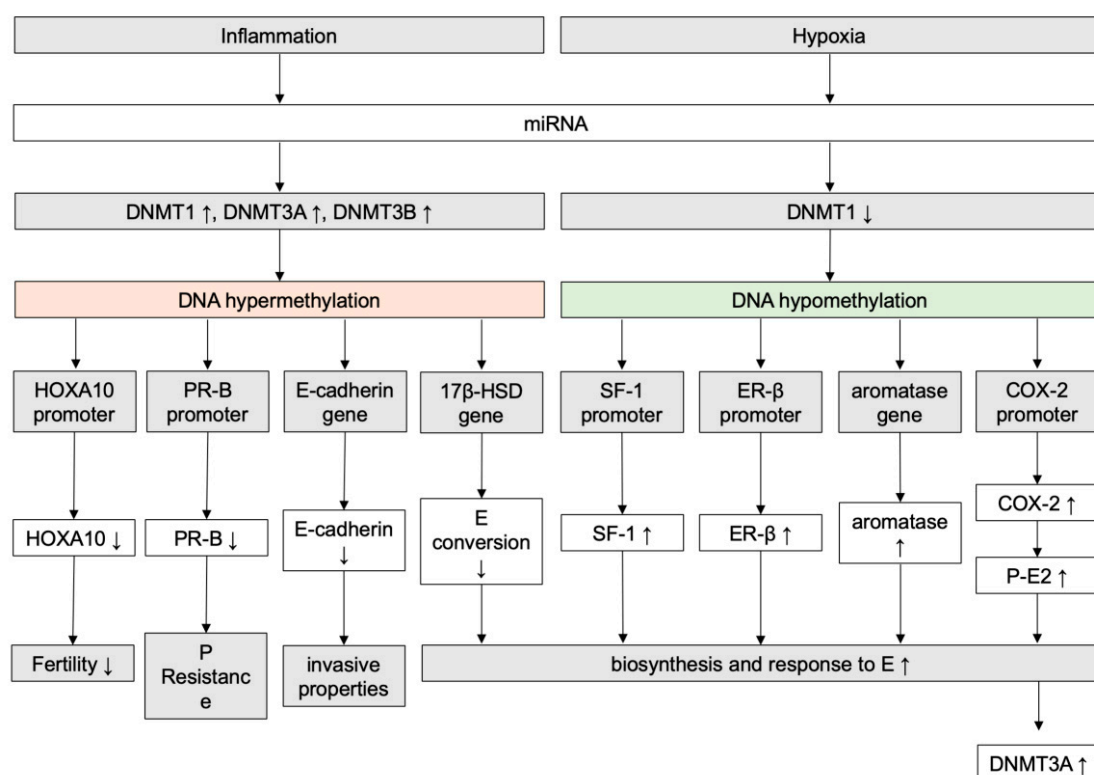 Inflammation
Hypoxia
miRNA
DNMT1 ↑, DNMT3A ↑, DNMT3B ↑
DNMT1 ↓
DNA hypermethylation
DNA hypomethylation
HOXA10
promoter
PR-B
promoter
E-cadherin
gene
17β-HSD
gene
SF-1
promoter
ER-β
promoter
aromatase
gene
COX-2
promoter
HOXA10 ↓
PR-B ↓
E-cadherin
↓
E
conversion
↓
SF-1 ↑
ER-β ↑
aromatase
↑
COX-2 ↑
P-E2 ↑
Fertility ↓
P
Resistanc
e
invasive
properties
biosynthesis and response to E ↑
DNMT3A ↑